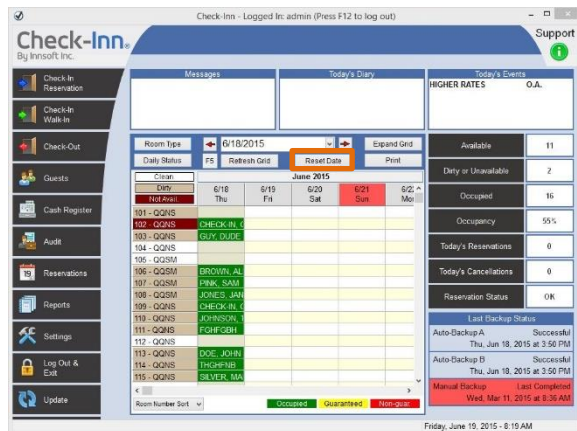 Check-Inn - Logged In: admin (Press F12 to log out)
Check-Inn®
By Innsoft Inc.
Support
Check-In
Reservation
Check-In
Walk-In
Check-Out
Guests
Cash Register
Audit
19
Reservations
Reports
Settings
Log Out &
Exit
Update
Messages
Today's Diary
Today's Events
HIGHER RATES O.A.
Room Type 6/18/2015 Expand Grid
Daily Status F5 Refresh Grid Reset Date Print
Clean June 2015
Dirty 6/18 6/19 6/20 6/21 6/22
Not Avail. Thu Fri Sat Sun Mon
101 - QQNS
102 - QQNS CHECK-IN, C
103 - QQNS GUY, DUDE
104 - QQNS
105 - QQSM
106 - QQSM BROWN, AL
107 - QQSM PINK, SAM
108 - QQSM JONES, JAN
109 - QQNS CHECK-IN, C
110 - QQNS JOHNSON, T
111 - QQNS FGHFGBH
112 - QQNS
113 - QQNS DOE, JOHN
114 - QQNS THGHFNB
115 - QQNS SILVER, MA
Room Number Sort Occupied Guaranteed Non-guar.
Available 11
Dirty or Unavailable 2
Occupied 16
Occupancy 55%
Today's Reservations 0
Today's Cancellations 0
Reservation Status OK
Last Backup Status
Auto-Backup A Successful
Thu, Jun 18, 2015 at 3:50 PM
Auto-Backup B Successful
Thu, Jun 18, 2015 at 3:50 PM
Manual Backup Last Completed
Wed, Mar 11, 2015 at 8:36 AM
Friday, June 19, 2015 - 8:19 AM